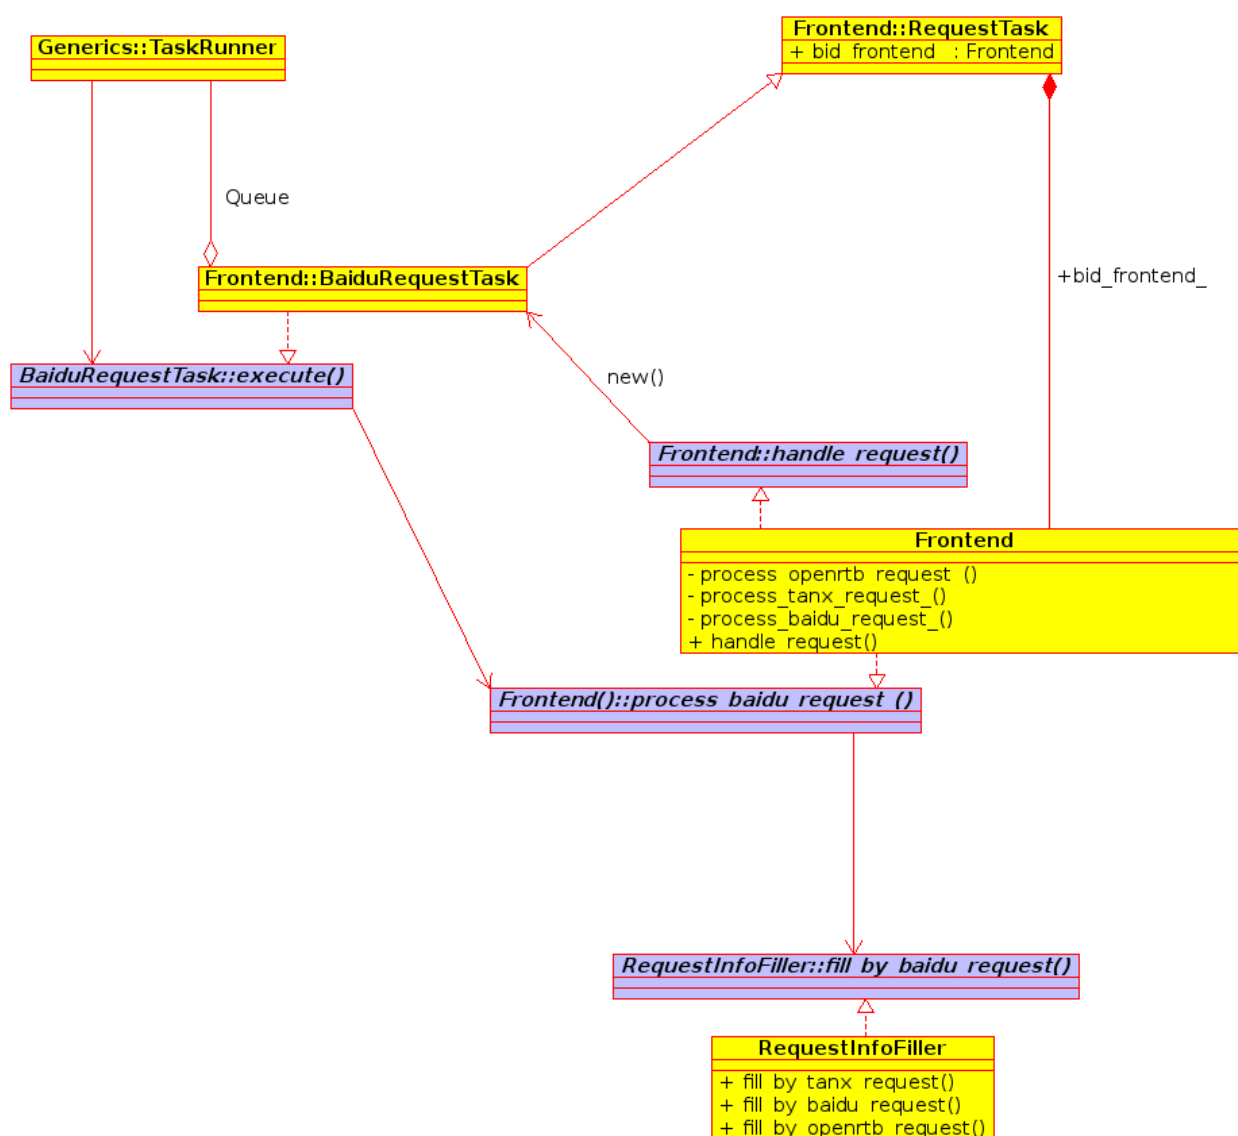 Frontend::RequestTask
+ bid_frontend_ : Frontend
Generics::TaskRunner
Queue
Frontend::BaiduRequestTask
+bid_frontend_
BaiduRequestTask::execute()
new()
Frontend::handle_request()
Frontend
- process_openrtb_request_()
- process_tanx_request_()
- process_baidu_request_()
+ handle_request()
Frontend()::process_baidu_request_()
RequestInfoFiller::fill_by_baidu_request()
RequestInfoFiller
+ fill_by_tanx_request()
+ fill_by_baidu_request()
+ fill_by_openrtb_request()